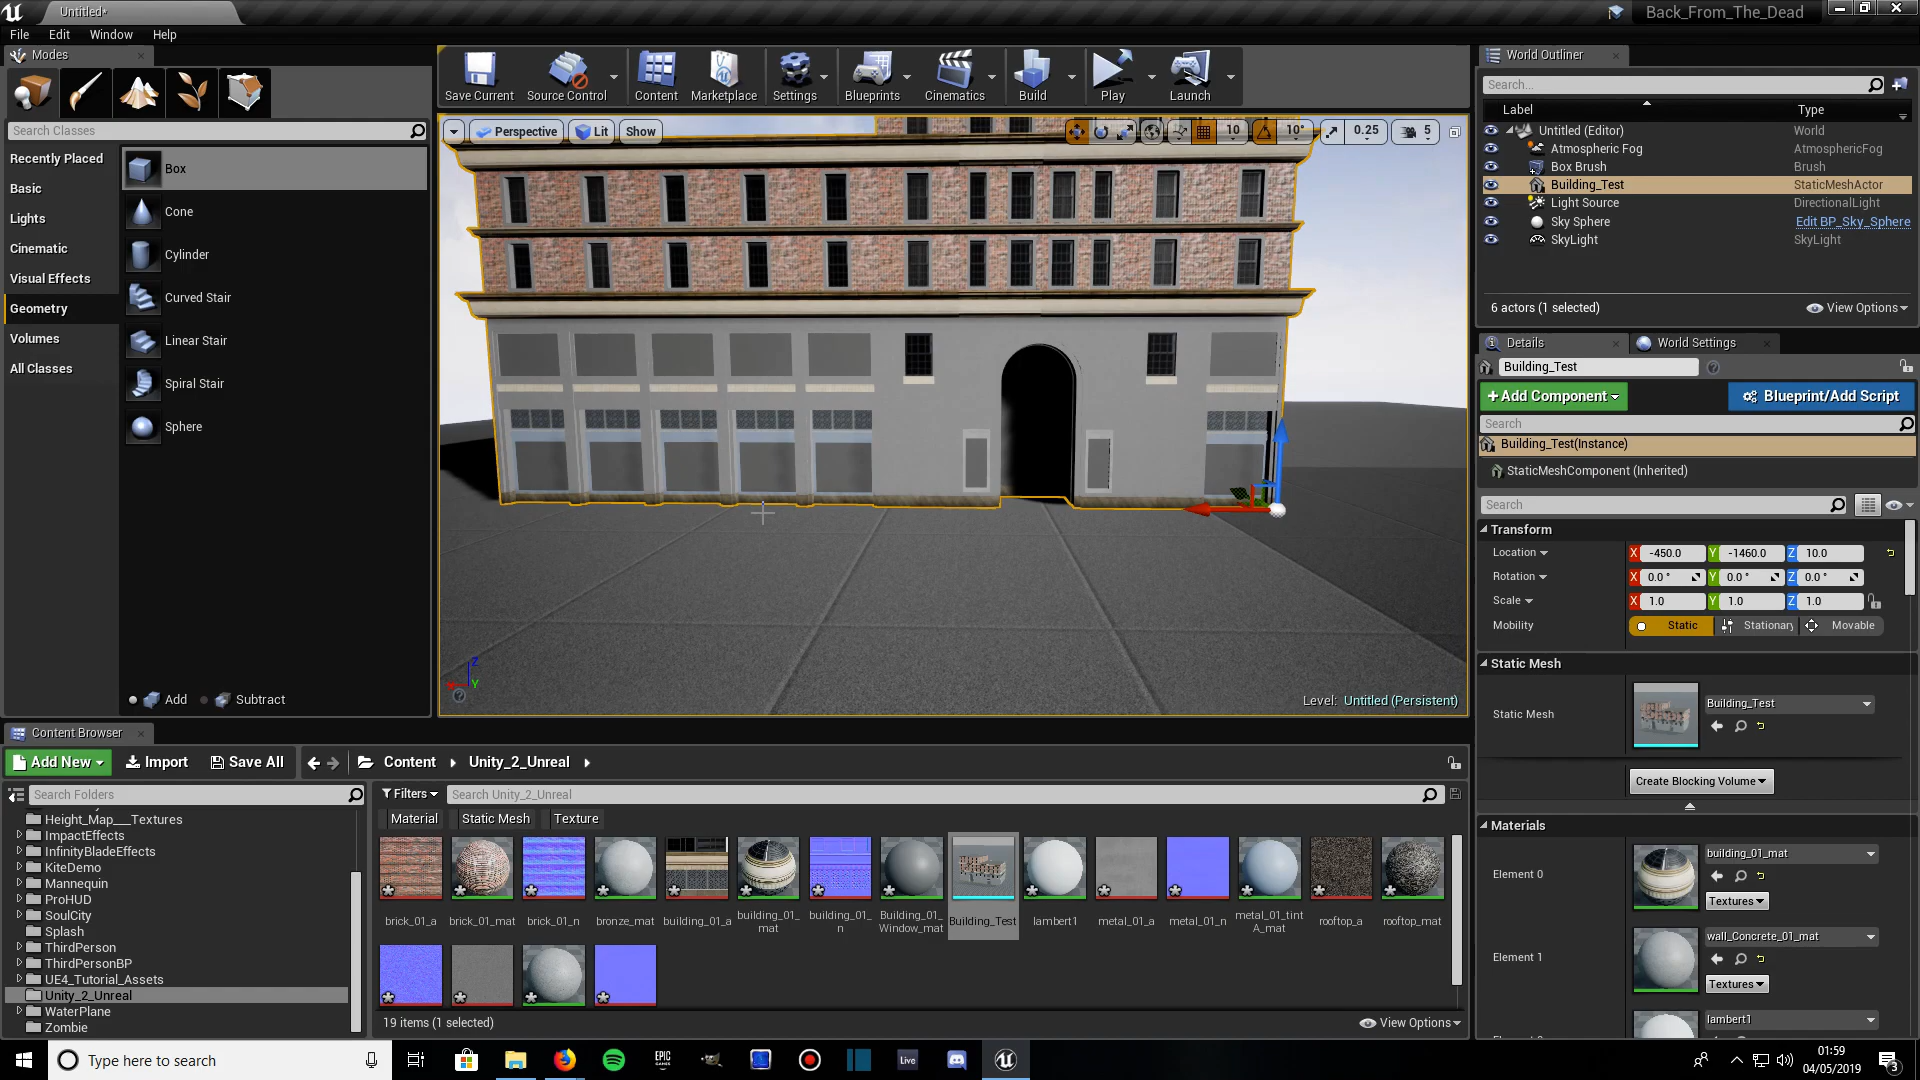 Untitled*
Back_From_The_Dead
File Edit Window Help
Modes
World Outliner
Save Current Source Control Content Marketplace Settings Blueprints Cinematics Build Play Launch
Search...
Label Type
Perspective Lit Show 10 10° 0.25 5
Search Classes
Recently Placed
Basic
Lights
Cinematic
Visual Effects
Geometry
Volumes
All Classes
Box
Cone
Cylinder
Curved Stair
Linear Stair
Spiral Stair
Sphere
Add Subtract
Untitled (Editor) World
Atmospheric Fog AtmosphericFog
Box Brush Brush
Building_Test StaticMeshActor
Light Source DirectionalLight
Sky Sphere Edit BP_Sky_Sphere
SkyLight SkyLight
6 actors (1 selected) View Options
Details World Settings
Building_Test
+Add Component Blueprint/Add Script
Search
Building_Test(Instance)
StaticMeshComponent (Inherited)
Search
Transform
Location X -450.0 Y -1460.0 Z 10.0
Rotation X 0.0 ° Y 0.0 ° Z 0.0 °
Scale X 1.0 Y 1.0 Z 1.0
Mobility Static Stationary Movable
Static Mesh
Static Mesh Building_Test
Create Blocking Volume
Materials
Element 0 building_01_mat
Textures
Element 1 wall_Concrete_01_mat
Textures
lambert1
Z
Y
Level: Untitled (Persistent)
Content Browser
Add New Import Save All Content Unity_2_Unreal
Search Folders
Filters Search Unity_2_Unreal
Material Static Mesh Texture
Height_Map___Textures
ImpactEffects
InfinityBladeEffects
KiteDemo
Mannequin
ProHUD
SoulCity
Splash
ThirdPerson
ThirdPersonBP
UE4_Tutorial_Assets
Unity_2_Unreal
WaterPlane
Zombie
brick_01_a
brick_01_mat
brick_01_n
bronze_mat
building_01_a
building_01_
mat
building_01_
n
Building_01_
Window_mat
Building_Test
lambert1
metal_01_a
metal_01_n
metal_01_tint
A_mat
rooftop_a
rooftop_mat
19 items (1 selected) View Options
Type here to search
EPIC
GAMES
Live
01:59
04/05/2019
3